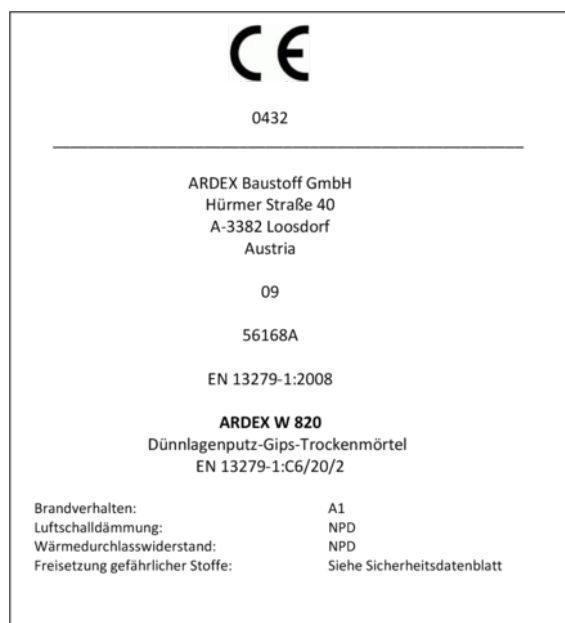 CE
0432
ARDEX Baustoff GmbH
Hürmer Straße 40
A-3382 Loosdorf
Austria
09
56168A
EN 13279-1:2008
ARDEX W 820
Dünnlagenputz-Gips-Trockenmörtel
EN 13279-1:C6/20/2
Brandverhalten: A1
Luftschalldämmung: NPD
Wärmedurchlasswiderstand: NPD
Freisetzung gefährlicher Stoffe: Siehe Sicherheitsdatenblatt